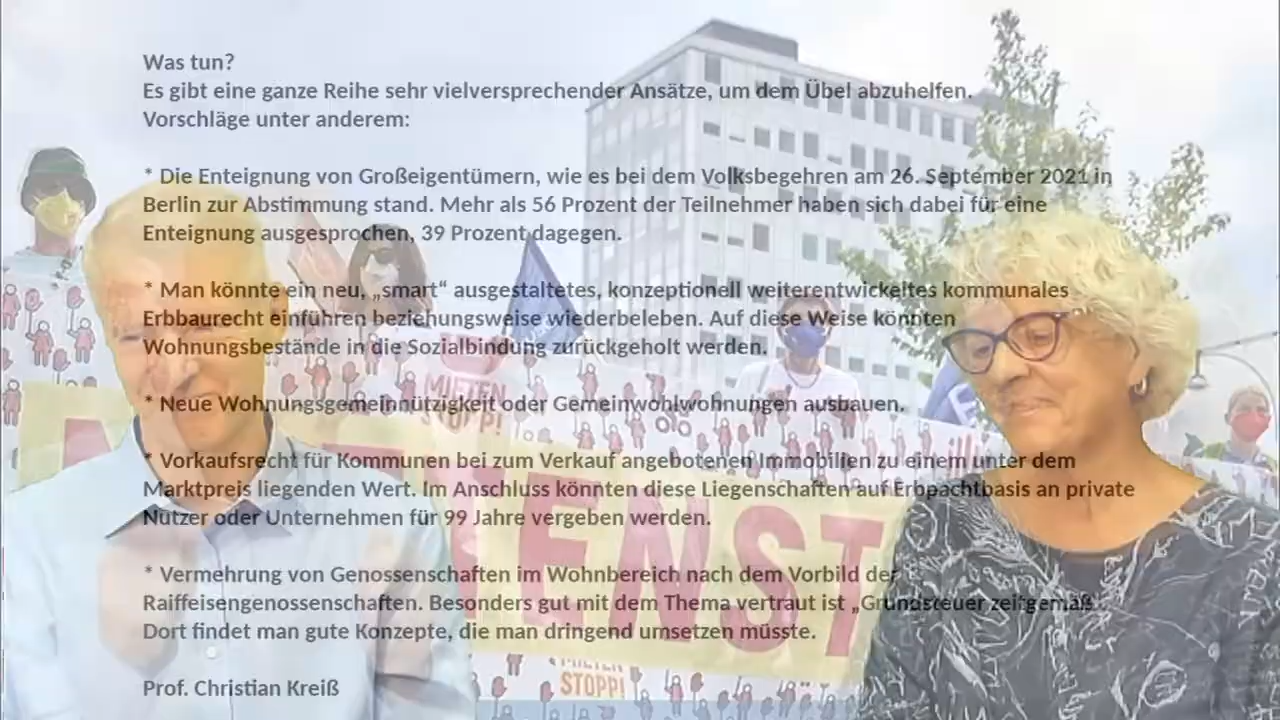 Was tun?
Es gibt eine ganze Reihe sehr vielversprechender Ansätze, um dem Übel abzuhelfen.
Vorschläge unter anderem:
* Die Enteignung von Großeigentümern, wie es bei dem Volksbegehren am 26. September 2021 in
Berlin zur Abstimmung stand. Mehr als 56 Prozent der Teilnehmer haben sich dabei für eine
Enteignung ausgesprochen, 39 Prozent dagegen.
* Man könnte ein neu, „smart“ ausgestaltetes, konzeptionell weiterentwickeltes kommunales
Erbbaurecht einführen beziehungsweise wiederbeleben. Auf diese Weise könnten
Wohnungsbestände in die Sozialbindung zurückgeholt werden.
* Neue Wohnungsgemeinnützigkeit oder Gemeinwohlwohnungen ausbauen.
* Vorkaufsrecht für Kommunen bei zum Verkauf angebotenen Immobilien zu einem unter dem
Marktpreis liegenden Wert. Im Anschluss könnten diese Liegenschaften auf Erbpachtbasis an private
Nutzer oder Unternehmen für 99 Jahre vergeben werden.
* Vermehrung von Genossenschaften im Wohnbereich nach dem Vorbild der
Raiffeisengenossenschaften. Besonders gut mit dem Thema vertraut ist „Grundsteuer zeitgemäß“.
Dort findet man gute Konzepte, die man dringend umsetzen müsste.
Prof. Christian Kreiß
MIETEN
STOPP!
ENST
MIETEN
STOPP!